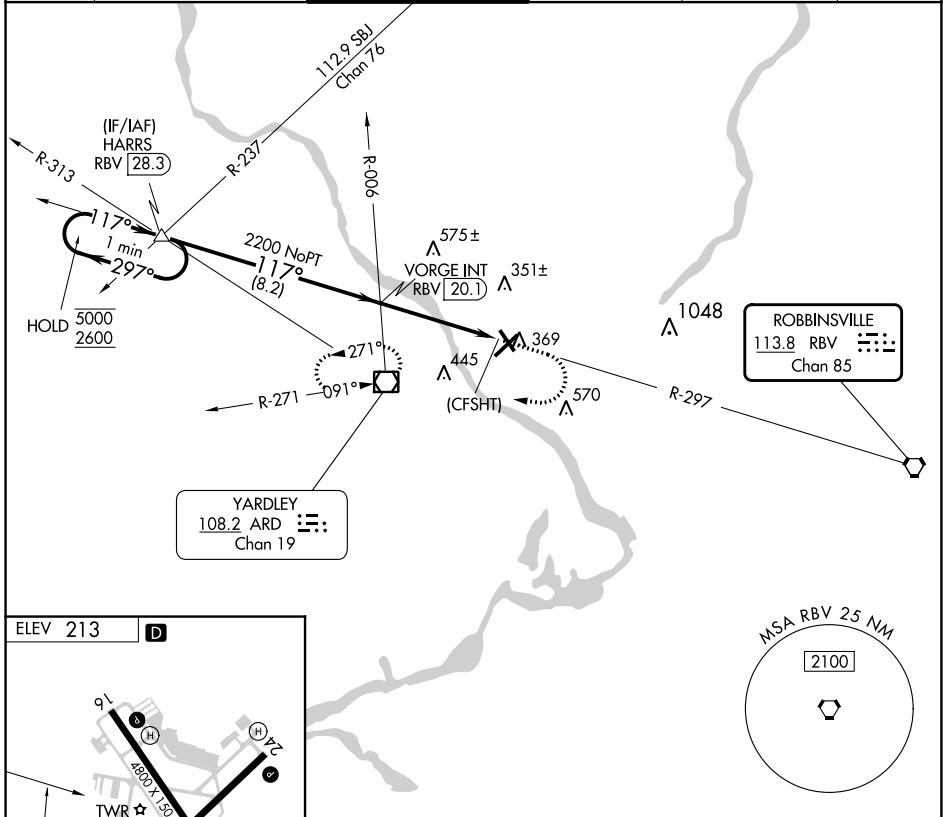 112.9 SBJ
Chan 76
(IF/IAF)
HARRS
RBV 28.3
R-313
R-237
R-006
117°
1 min
297°
2200 NoPT
117°
(8.2)
575±
VORGE INT
RBV 20.1
351±
HOLD 5000
2600
1048
ROBBINSVILLE
113.8 RBV
Chan 85
369
445
271°
091°
R-271
(CFSHT)
570
R-297
YARDLEY
108.2 ARD
Chan 19
ELEV 213 D
MSA RBV 25 NM
2100
16
P
H
H
24
P
4800 X 150
TWR